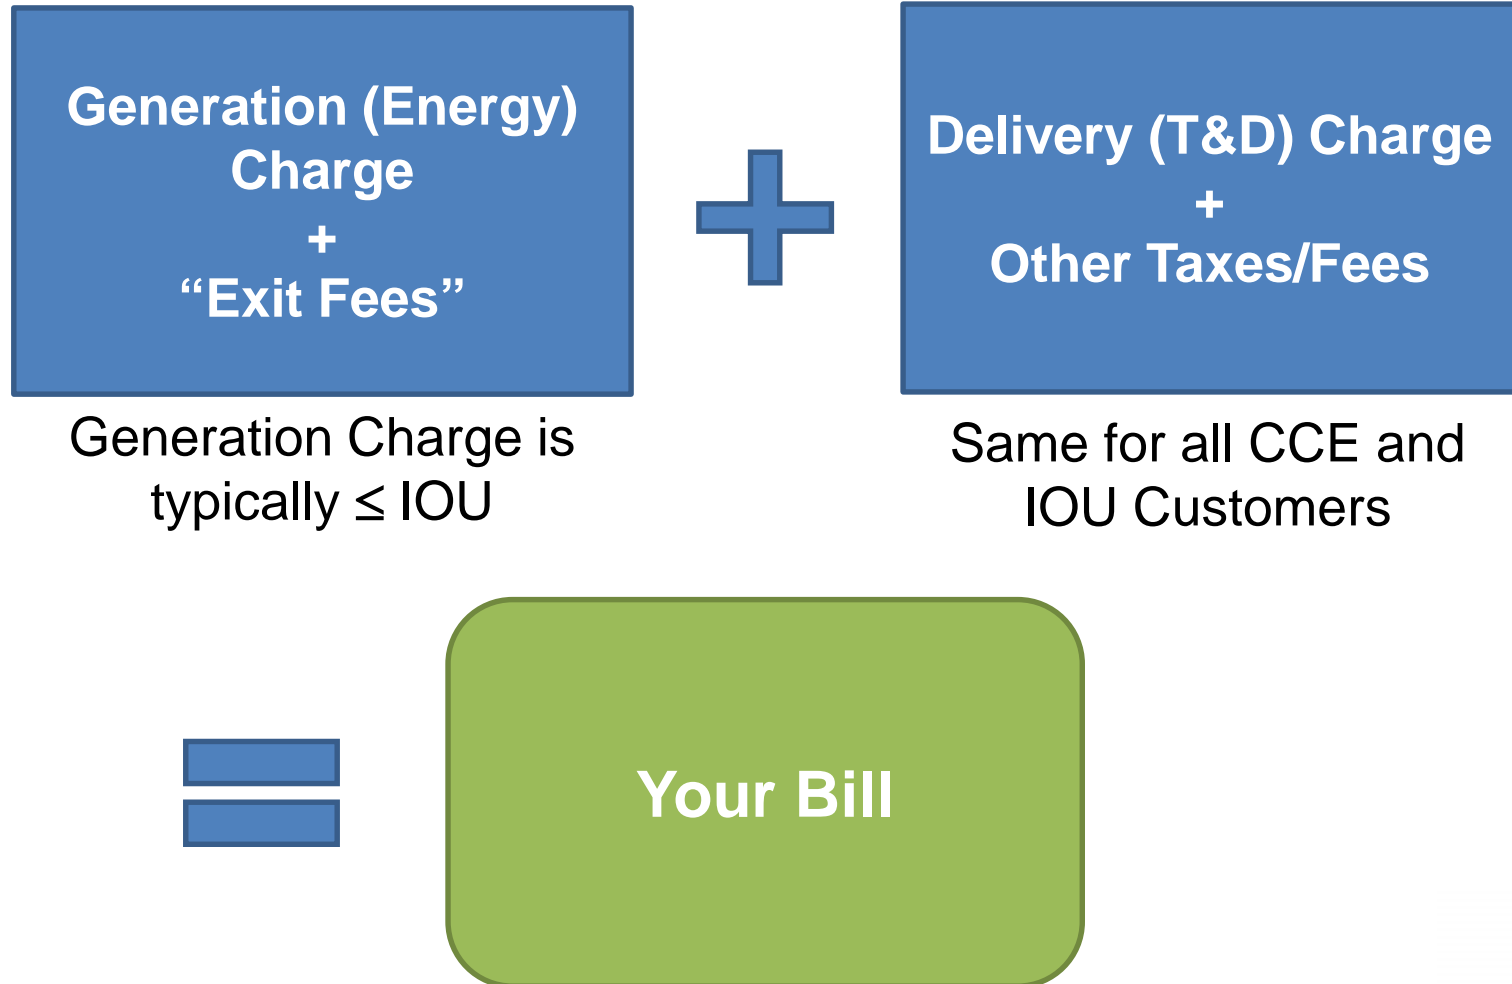 Generation (Energy)
Charge
+
“Exit Fees”
Delivery (T&D) Charge
+
Other Taxes/Fees
Generation Charge is
typically ≤ IOU
Same for all CCE and
IOU Customers
Your Bill